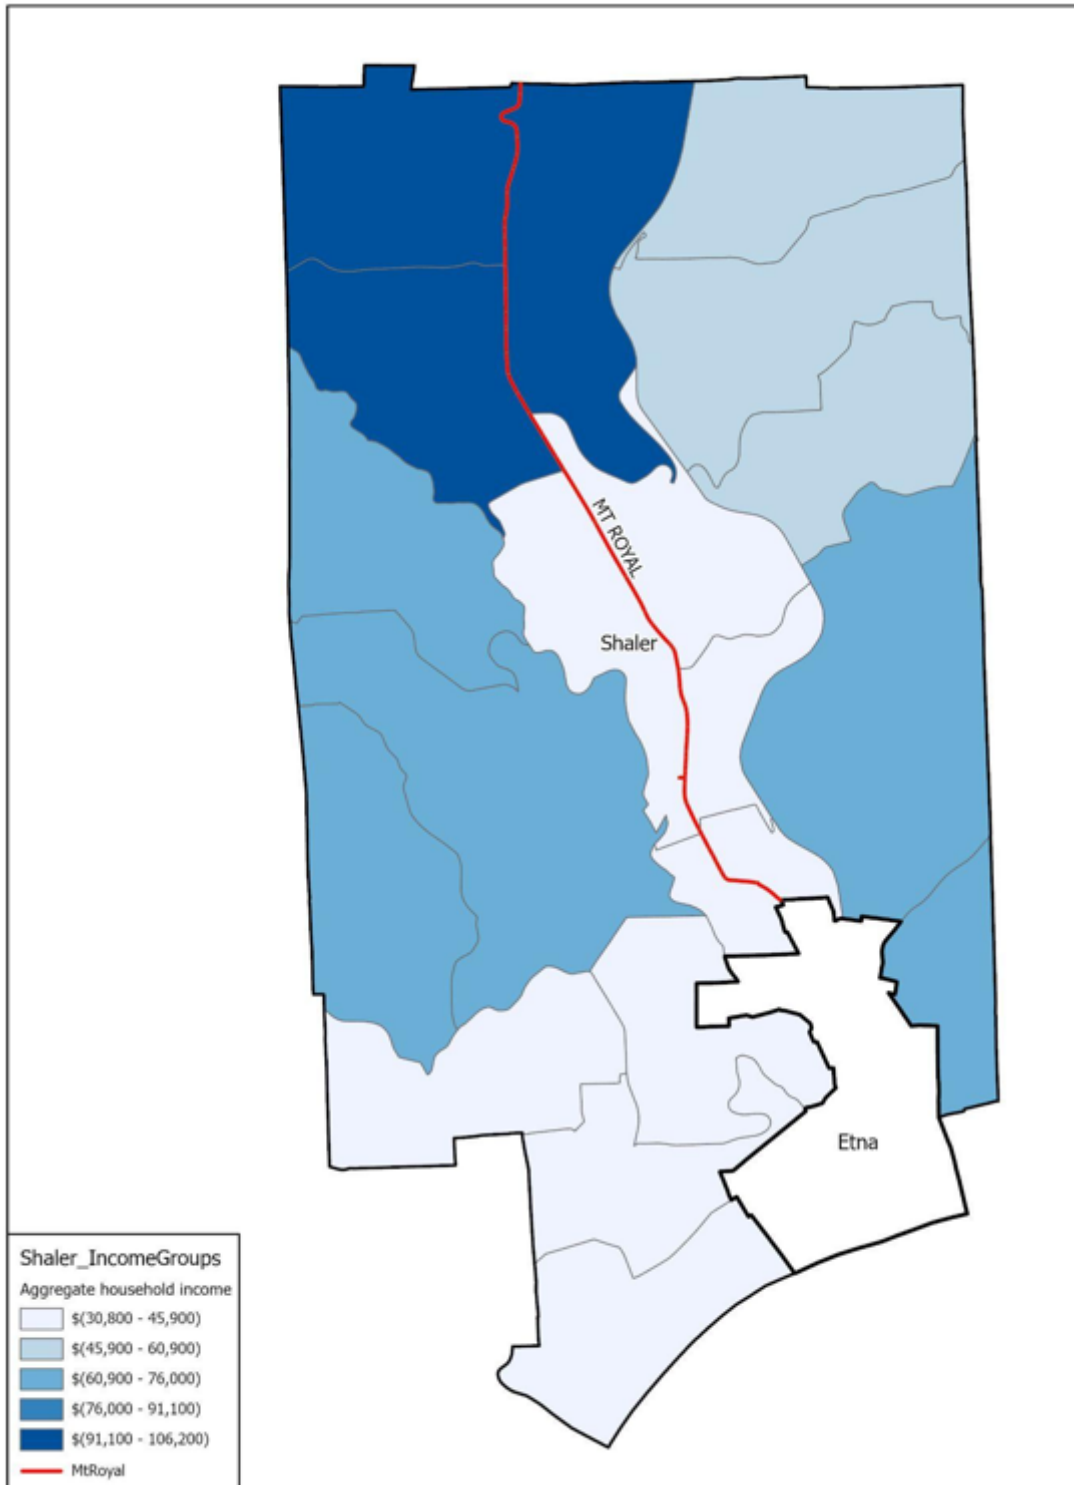 MT ROYAL
Shaler
Etna
Shaler_IncomeGroups
Aggregate household income
$(30,800 - 45,900)
$(45,900 - 60,900)
$(60,900 - 76,000)
$(76,000 - 91,100)
$(91,100 - 106,200)
MtRoyal